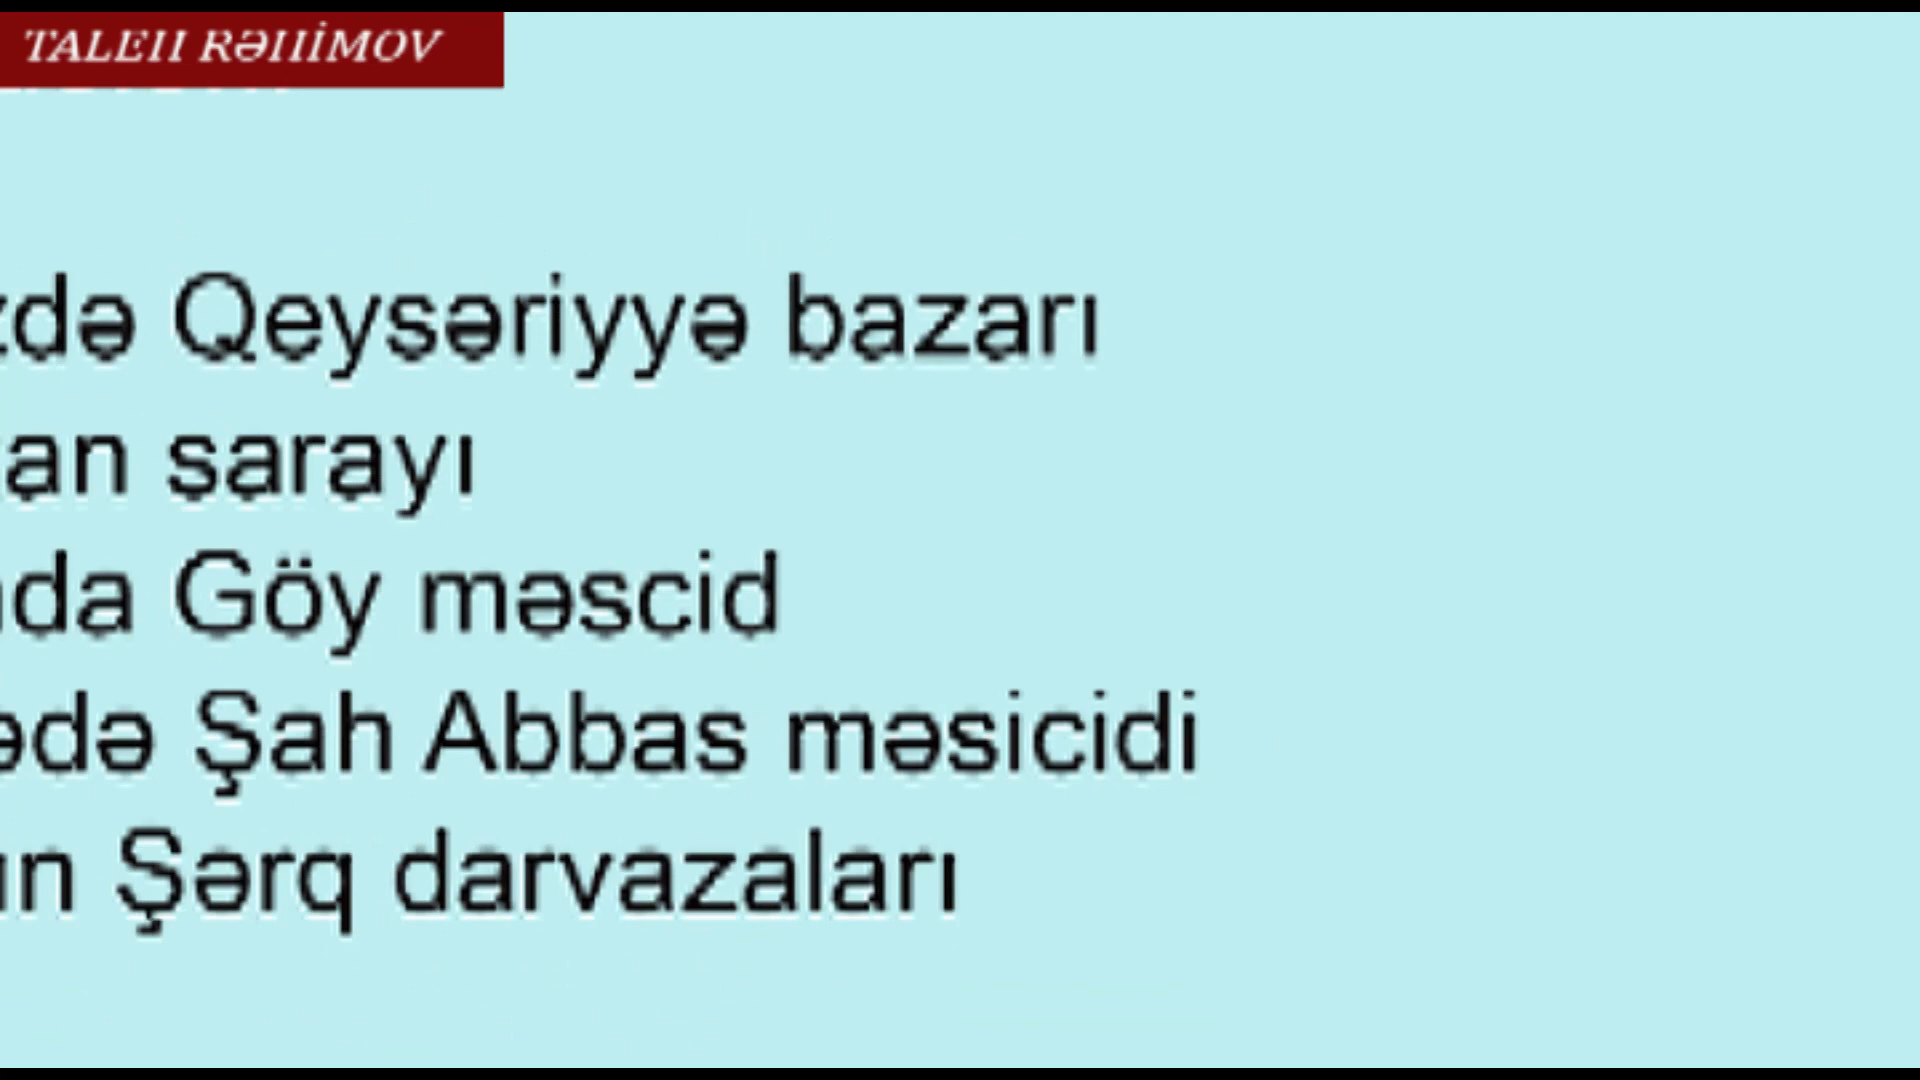 TALEH RƏHİMOV
zdə Qeysəriyyə bazarı
an sarayı
nda Göy məscid
ədə Şah Abbas məsicidi
ın Şərq darvazaları